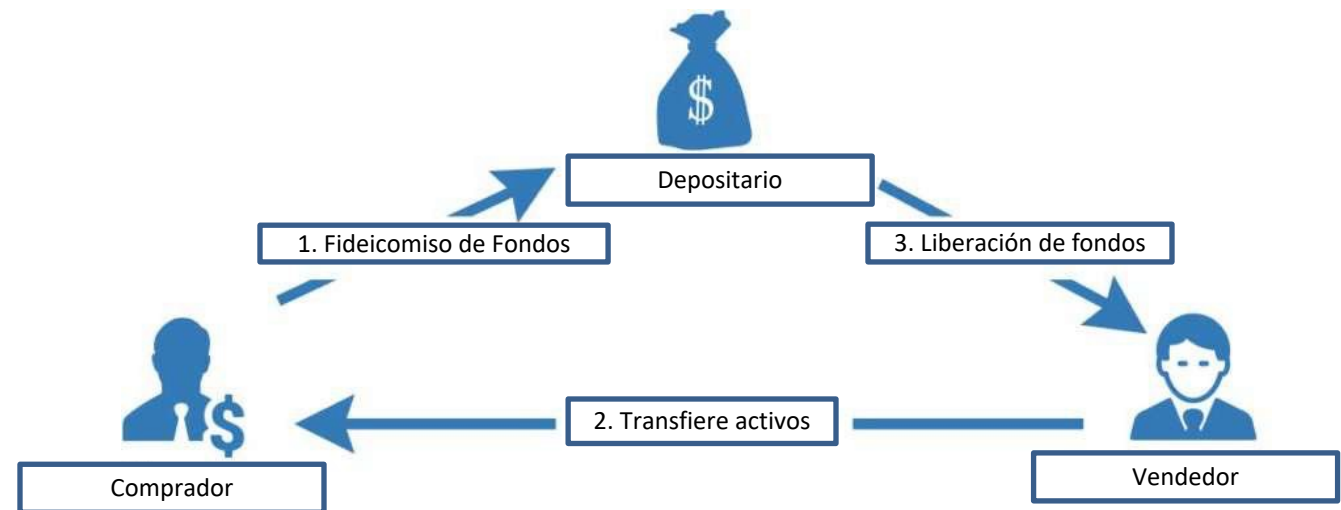 $
Depositario
1. Fideicomiso de Fondos
3. Liberación de fondos
$
2. Transfiere activos
Comprador
Vendedor